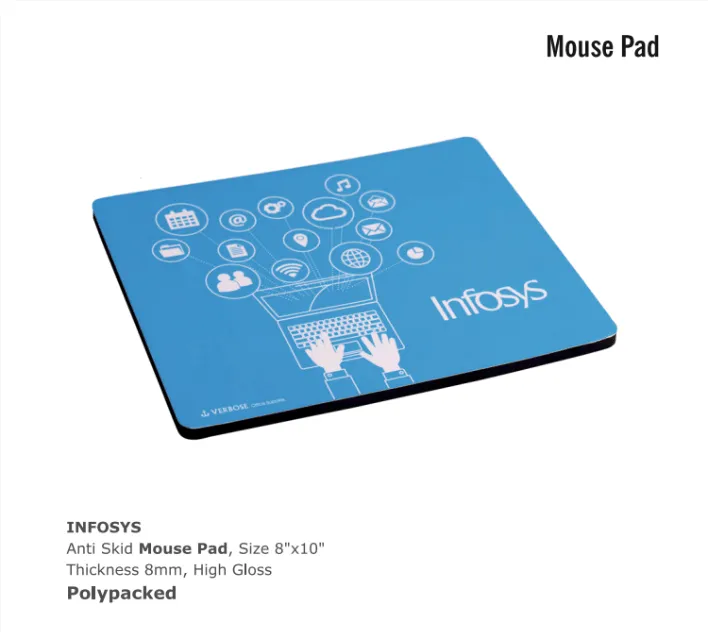 Mouse Pad
@
Infosys
VERBOSE
INFOSYS
Anti Skid Mouse Pad, Size 8"x10"
Thickness 8mm, High Gloss
Polypacked